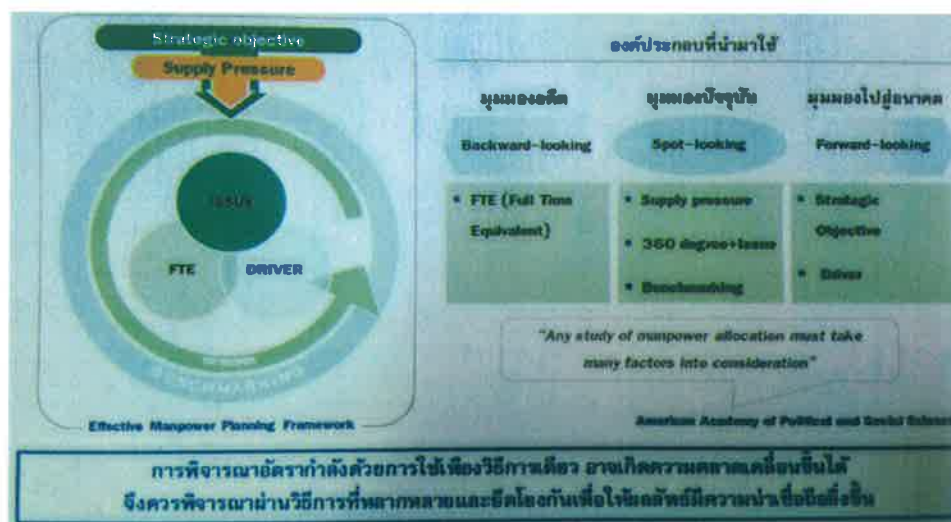 Strategic objective
Supply Pressure
ISSUE
FTE
DRIVER
BENCHMARKING
Effective Manpower Planning Framework
องค์ประกอบที่นำมาใช้
มุมมองอดีต
Backward-looking
• FTE (Full Time
Equivalent)
มุมมองปัจจุบัน
Spot-looking
• Supply pressure
• 360 degree+Issue
• Benchmarking
มุมมองไปสู่อนาคต
Forward-looking
• Strategic
Objective
• Driver
"Any study of manpower allocation must take
many factors into consideration"
American Academy of Political and Social Science
การพิจารณาอัตรากำลังด้วยการใช้เพียงวิธีการเดียว อาจเกิดความคลาดเคลื่อนขึ้นได้
จึงควรพิจารณาผ่านวิธีการที่หลากหลายและยึดโยงกันเพื่อให้ผลลัพธ์มีความน่าเชื่อถือยิ่งขึ้น